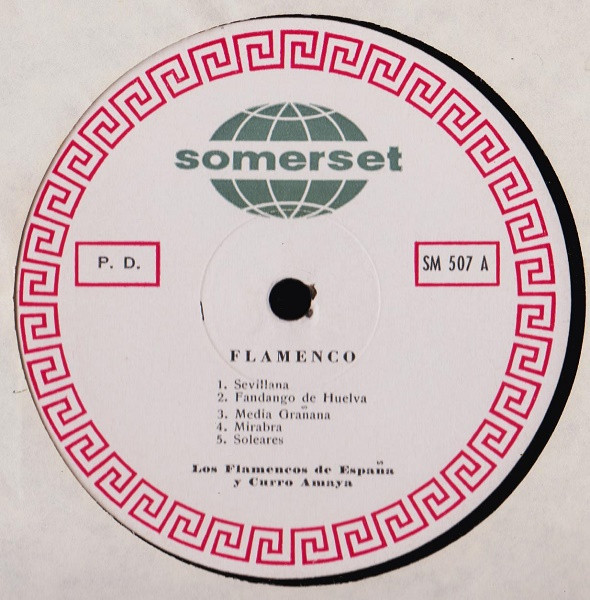 somerset
P. D.
SM 507 A
FLAMENCO
1. Sevillana
2. Fandango de Huelva
3. Media Grañana
4. Mirabra
5. Soleares
Los Flamencos de España
y Curro Amaya